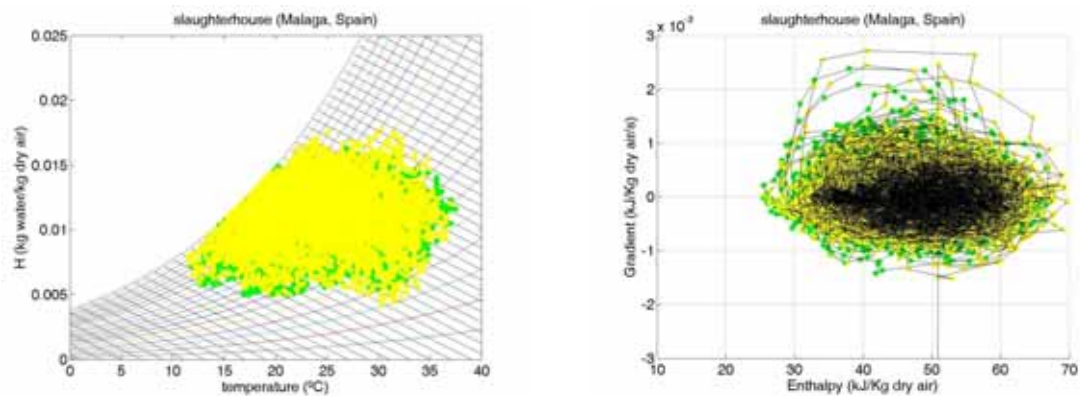 slaughterhouse (Malaga, Spain)
0.025
0.02
0.015
0.01
0.005
0
H (kg water/kg dry air)
0 5 10 15 20 25 30 35 40
temperature (ºC)
slaughterhouse (Malaga, Spain)
x 10⁻³
3
2
1
0
-1
-2
-3
Gradient (kJ/Kg dry air/s)
10 20 30 40 50 60 70
Enthalpy (kJ/Kg dry air)